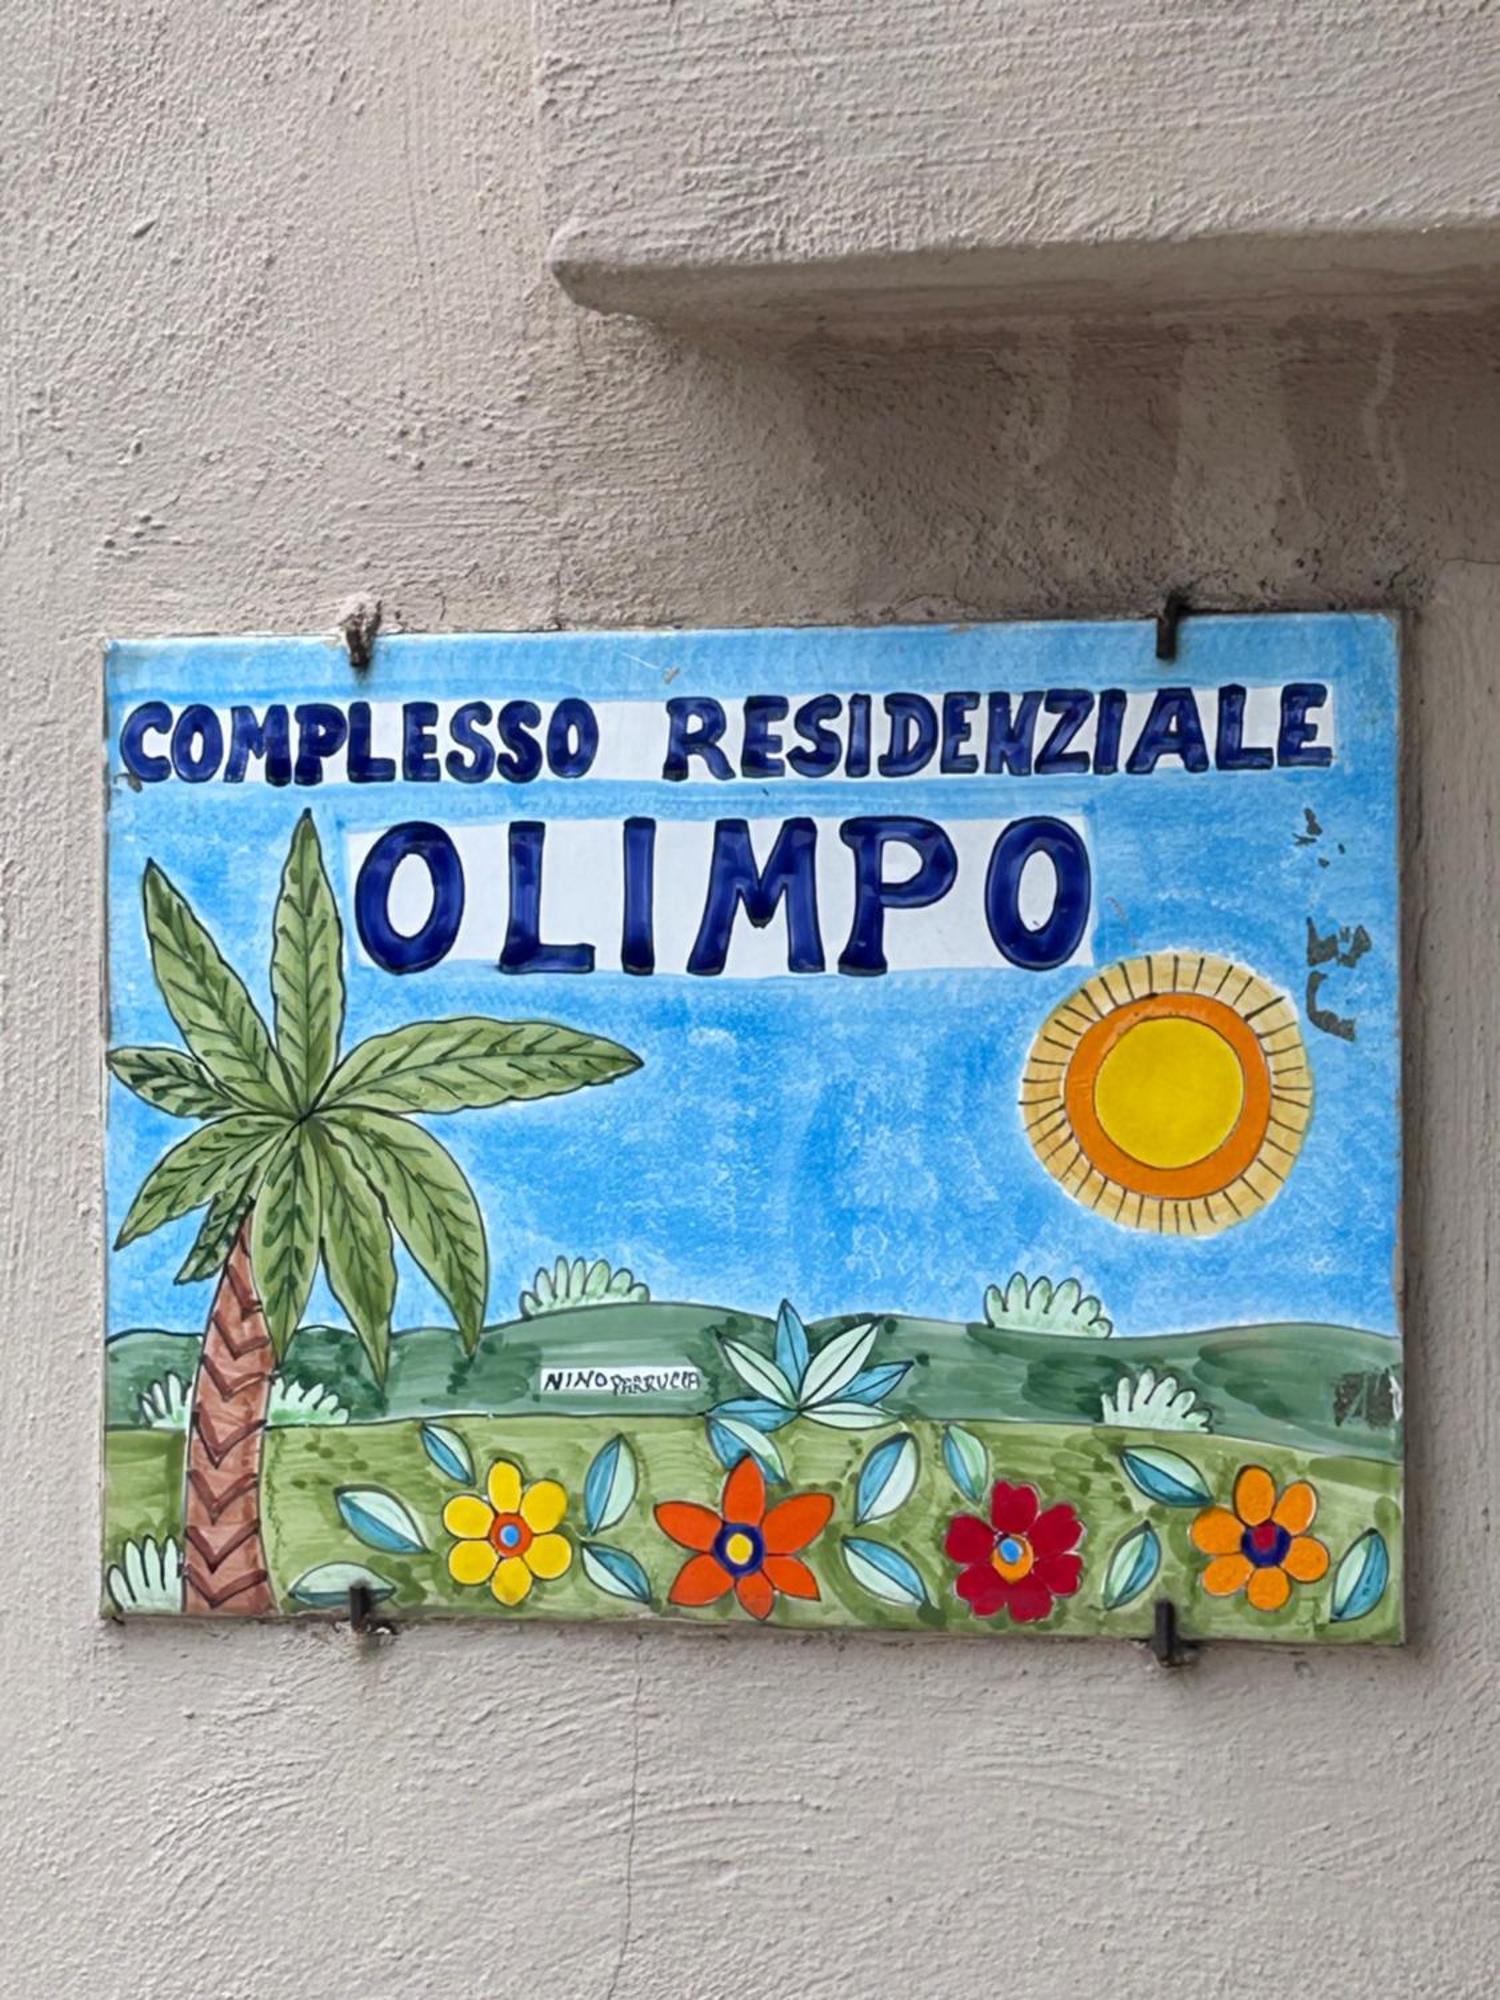 COMPLESSO RESIDENZIALE
OLIMPO
NINO PARRUCCA